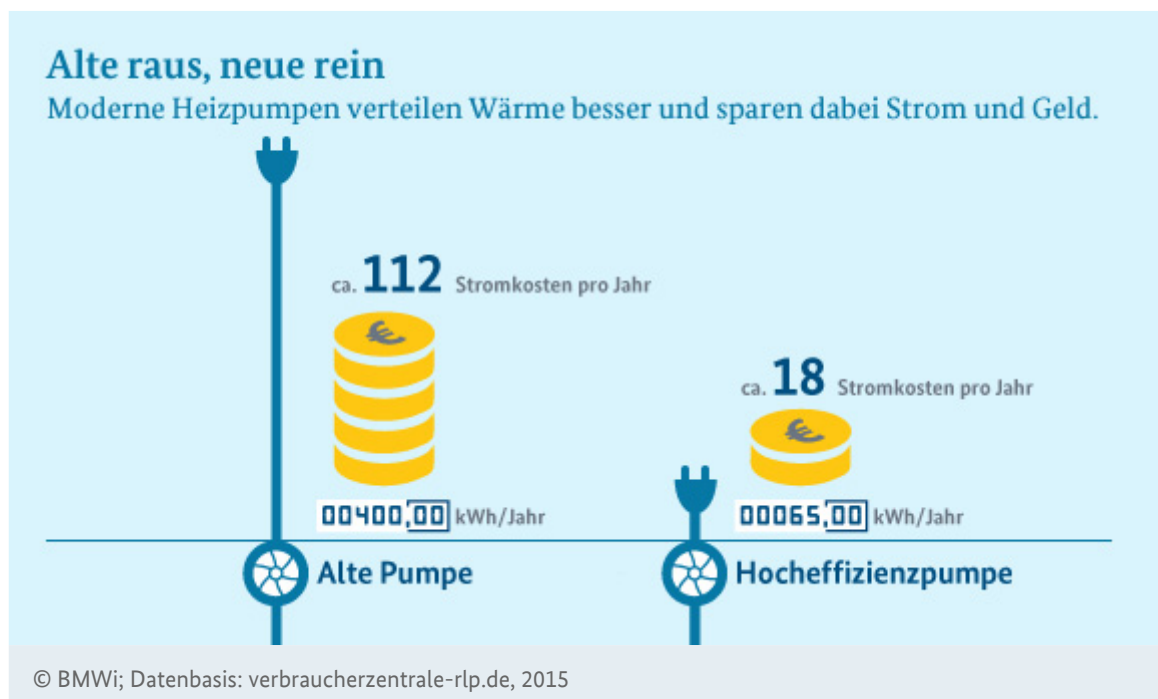 Alte raus, neue rein
Moderne Heizpumpen verteilen Wärme besser und sparen dabei Strom und Geld.
ca. 112 Stromkosten pro Jahr
€
00400,00 kWh/Jahr
Alte Pumpe
ca. 18 Stromkosten pro Jahr
€
00065,00 kWh/Jahr
Hocheffizienzpumpe
© BMWi; Datenbasis: verbraucherzentrale-rlp.de, 2015